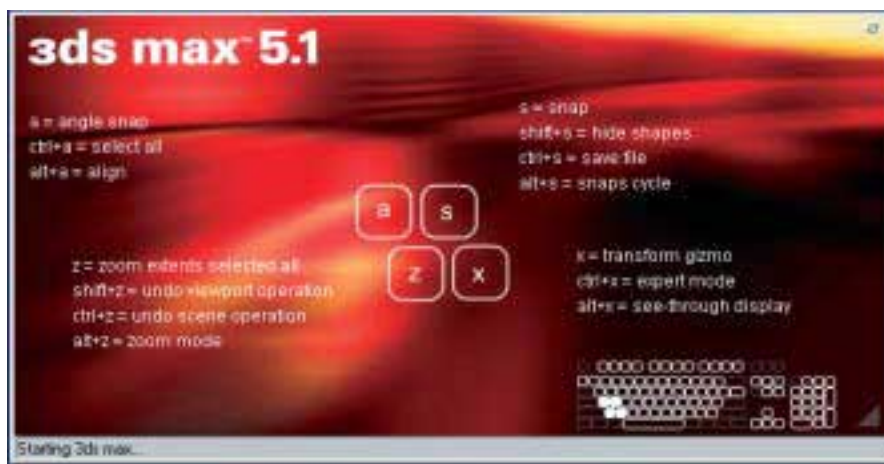 3ds max™ 5.1
a = angle snap
ctrl+a = select all
alt+a = align
s = snap
shift+s = hide shapes
ctrl+s = save file
alt+s = snaps cycle
a
s
z
x
z = zoom extents selected all
shift+z = undo viewport operation
ctrl+z = undo scene operation
alt+z = zoom mode
x = transform gizmo
ctrl+x = expert mode
alt+x = see-through display
Starting 3ds max...